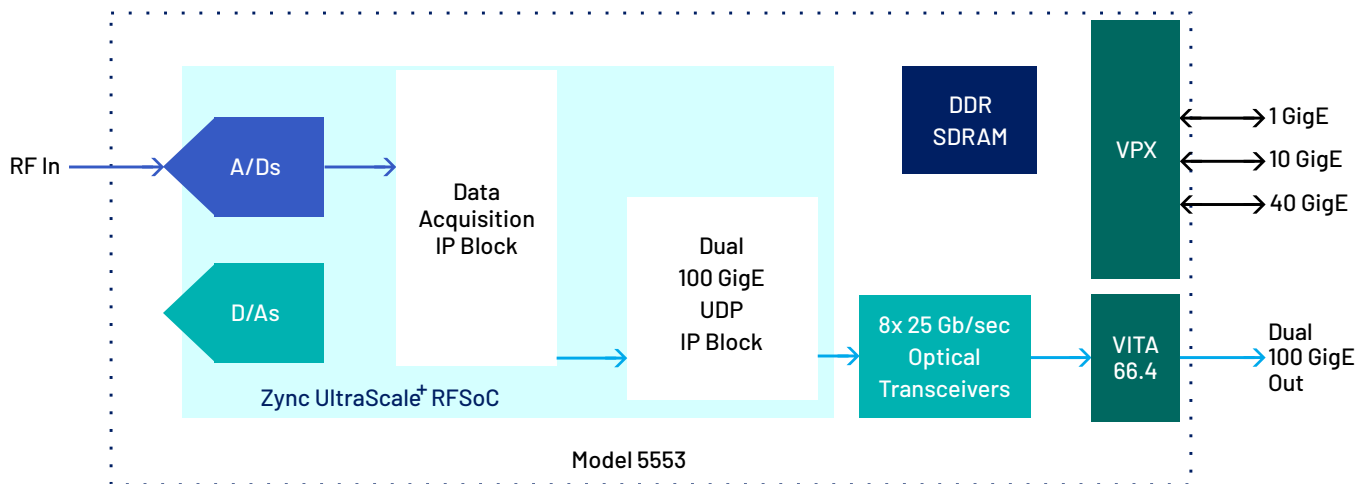 RF In
A/Ds
D/As
Data
Acquisition
IP Block
Dual
100 GigE
UDP
IP Block
Zync UltraScale+ RFSoC
DDR
SDRAM
8x 25 Gb/sec
Optical
Transceivers
VPX
VITA
66.4
1 GigE
10 GigE
40 GigE
Dual
100 GigE
Out
Model 5553